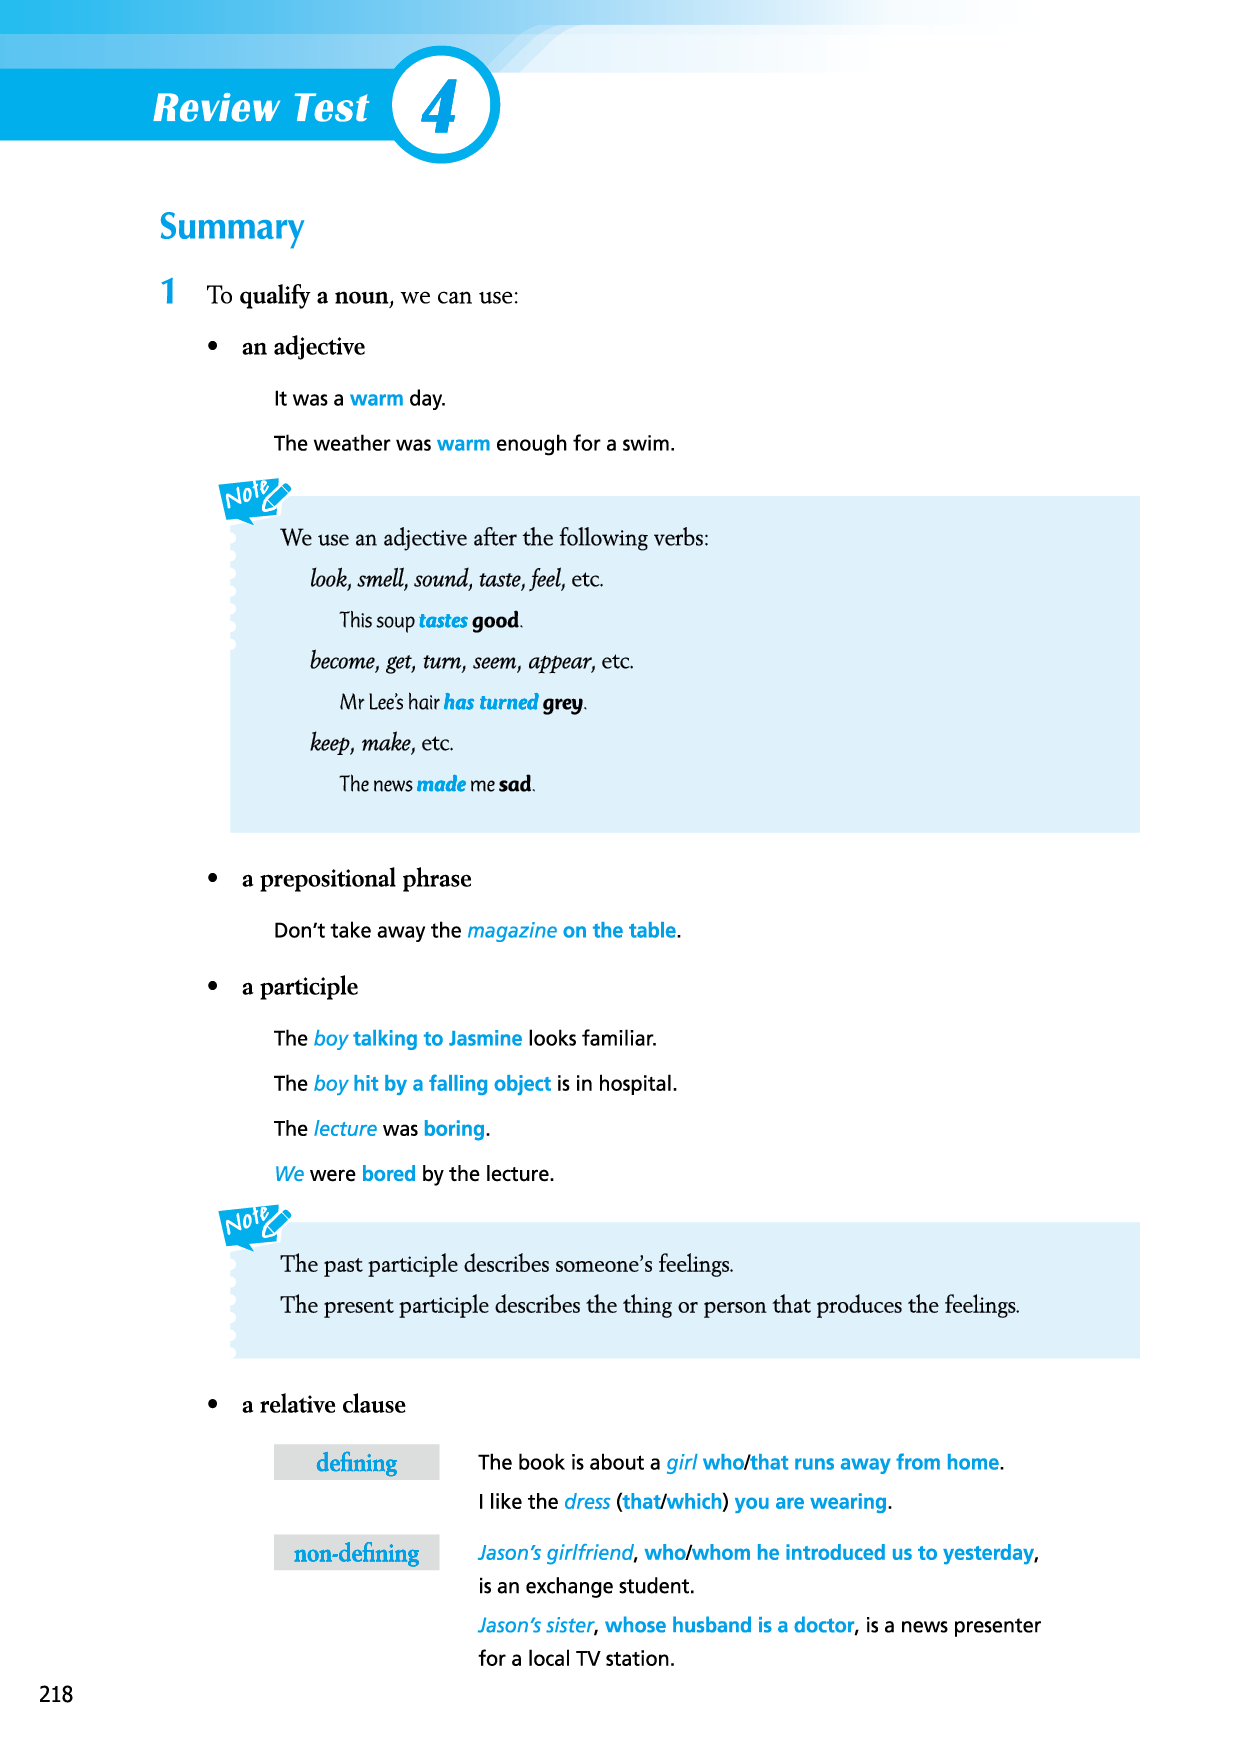 Review Test 4
Summary
1 To qualify a noun, we can use:
• an adjective
It was a warm day.
The weather was warm enough for a swim.
Note
We use an adjective after the following verbs:
look, smell, sound, taste, feel, etc.
This soup tastes good.
become, get, turn, seem, appear, etc.
Mr Lee's hair has turned grey.
keep, make, etc.
The news made me sad.
• a prepositional phrase
Don't take away the magazine on the table.
• a participle
The boy talking to Jasmine looks familiar.
The boy hit by a falling object is in hospital.
The lecture was boring.
We were bored by the lecture.
Note
The past participle describes someone's feelings.
The present participle describes the thing or person that produces the feelings.
• a relative clause
defining The book is about a girl who/that runs away from home.
I like the dress (that/which) you are wearing.
non-defining Jason's girlfriend, who/whom he introduced us to yesterday,
is an exchange student.
Jason's sister, whose husband is a doctor, is a news presenter
for a local TV station.
218